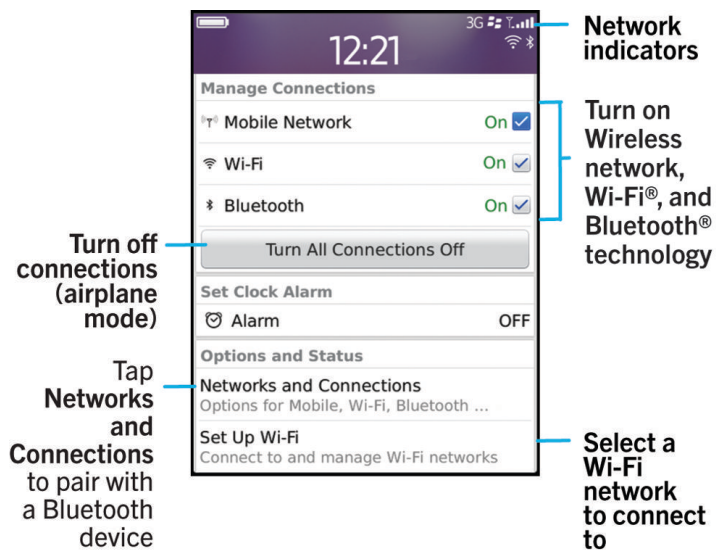 3G
12:21
Network
indicators
Manage Connections
Mobile Network On
Wi-Fi On
Bluetooth On
Turn on
Wireless
network,
Wi-Fi®, and
Bluetooth®
technology
Turn All Connections Off
Turn off
connections
(airplane
mode)
Set Clock Alarm
Alarm OFF
Options and Status
Networks and Connections
Options for Mobile, Wi-Fi, Bluetooth ...
Tap
Networks
and
Connections
to pair with
a Bluetooth
device
Set Up Wi-Fi
Connect to and manage Wi-Fi networks
Select a
Wi-Fi
network
to connect
to